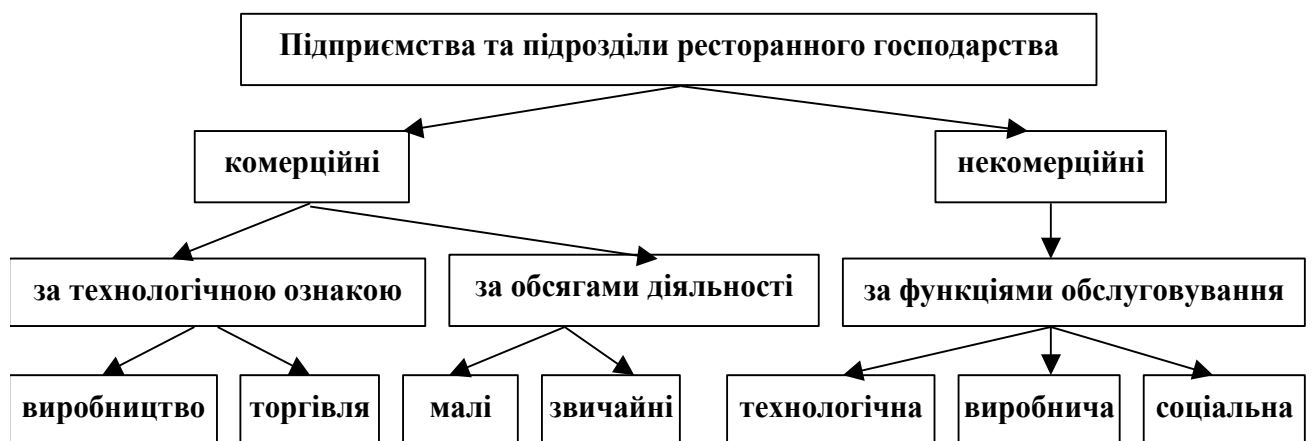 Підприємства та підрозділи ресторанного господарства
комерційні
некомерційні
за технологічною ознакою
за обсягами діяльності
за функціями обслуговування
виробництво
торгівля
малі
звичайні
технологічна
виробнича
соціальна